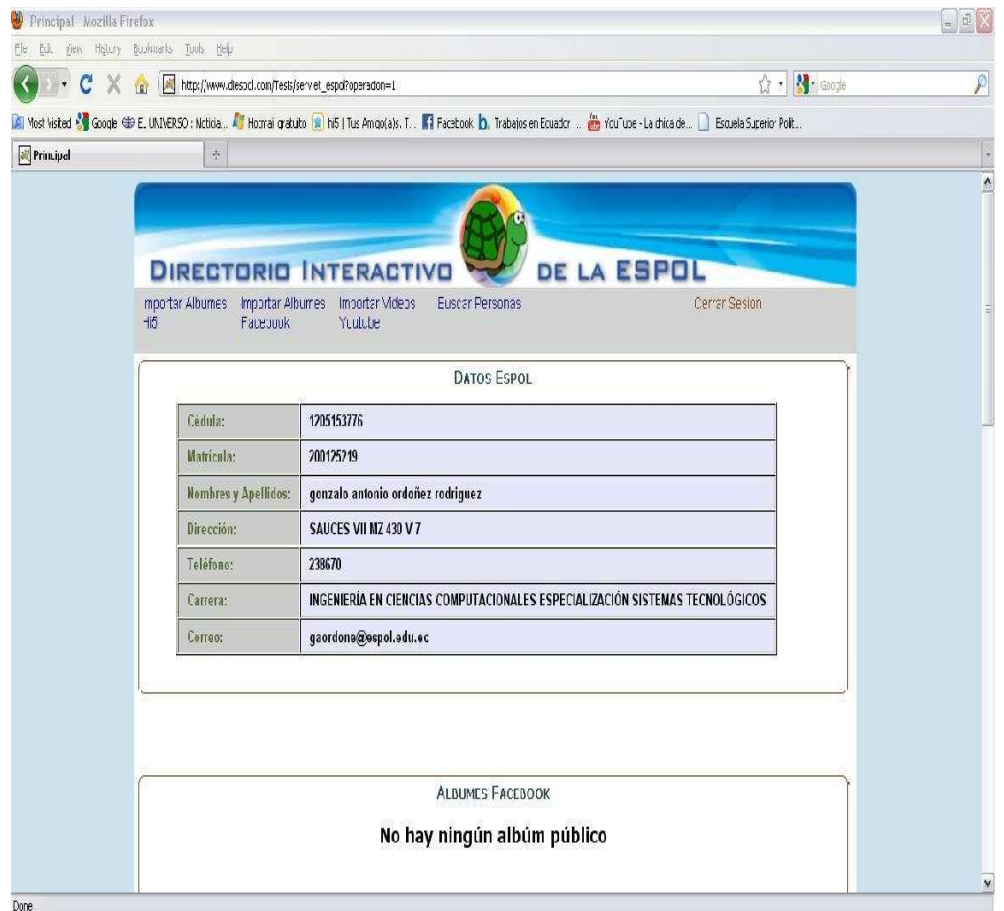 Principal Mozilla Firefox
File Edit View History Bookmarks Tools Help
Google
Most Visited Google E. UNIVERSO : Noticia... Hotmail gratuito hi5 | Tus Amigo(a)s. T... Facebook Trabajos en Ecuador ... YouTube - La chica de... Escuela Superior Polit...
Principal
DIRECTORIO INTERACTIVO DE LA ESPOL
mportar Albumes Importar Albumes Importar Videos Buscar Personas Cerrar Sesion
Hi5 Facebook Youtube
DATOS ESPOL
Cédula: 1205153776
Matrícula: 200125219
Nombres y Apellidos: gonzalo antonio ordoñez rodriguez
Dirección: SAUCES VII MZ 430 V 7
Teléfono: 238670
Carrera: INGENIERÍA EN CIENCIAS COMPUTACIONALES ESPECIALIZACIÓN SISTEMAS TECNOLÓGICOS
Correo: gaordone@espol.edu.ec
ALBUMES FACEBOOK
No hay ningún albúm público
Done